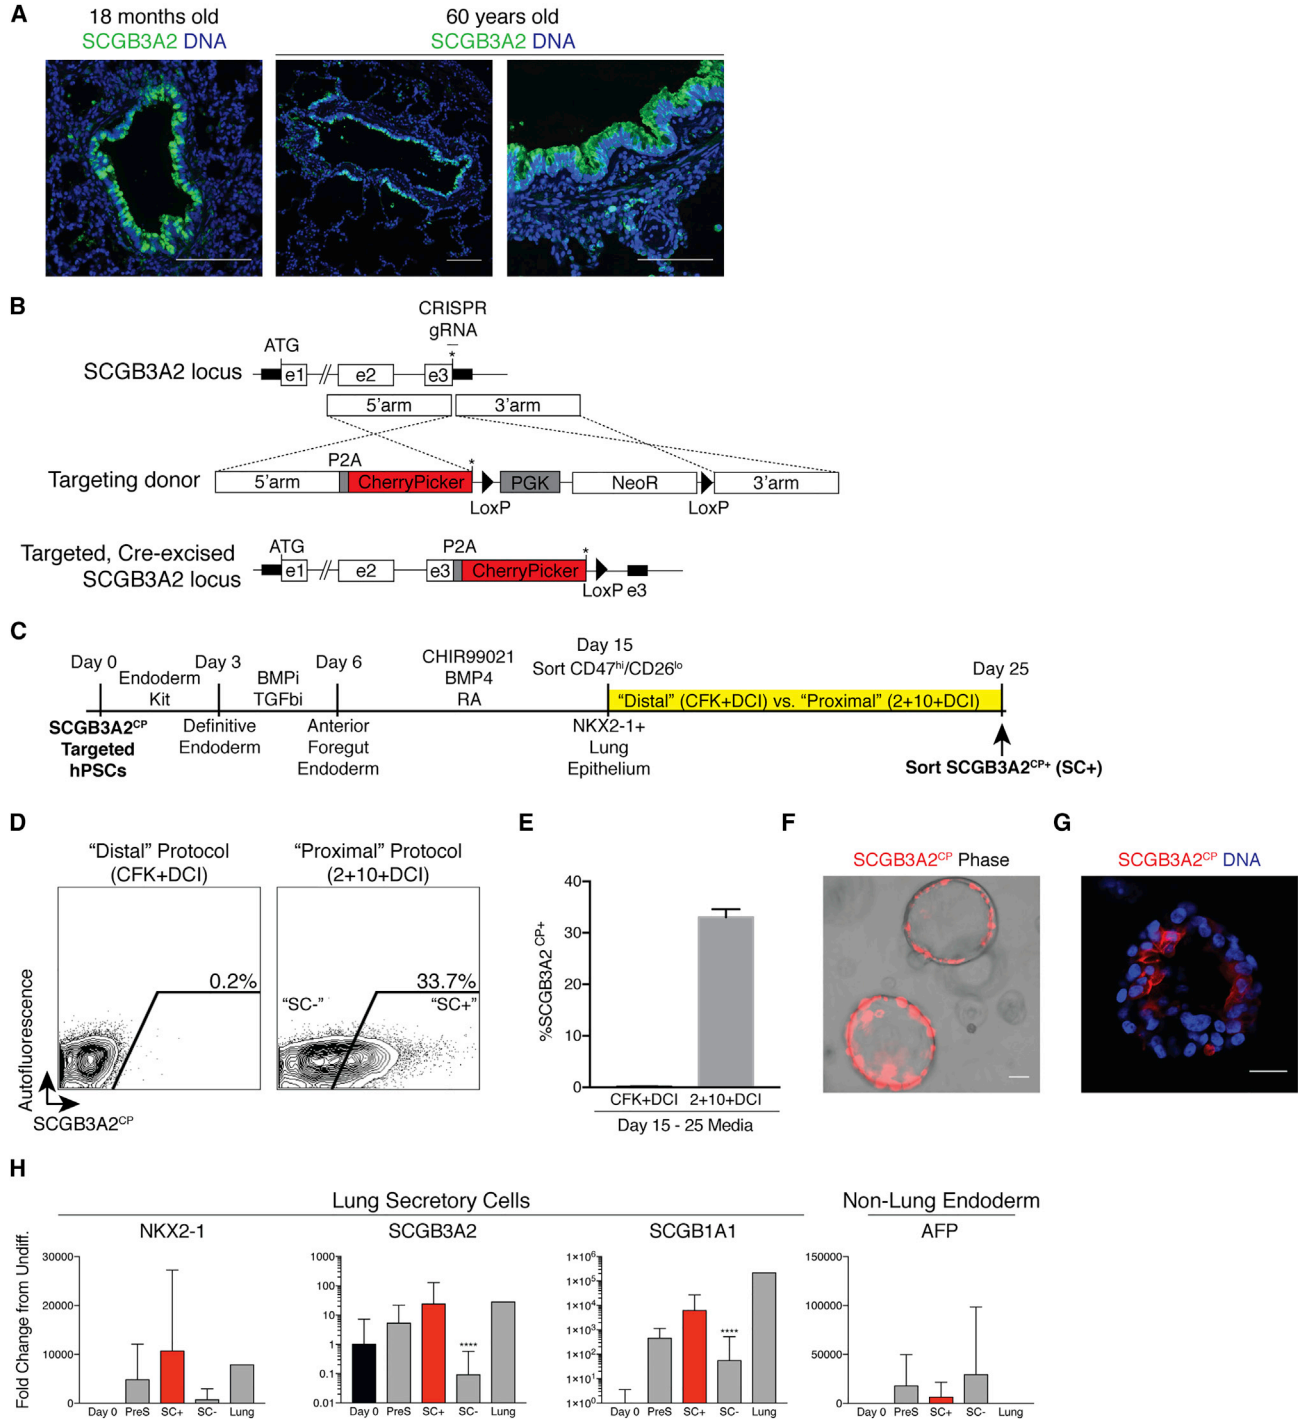 A
18 months old
SCGB3A2 DNA
60 years old
SCGB3A2 DNA
B
CRISPR
gRNA
*
ATG
SCGB3A2 locus
e1
e2
e3
5'arm
3'arm
Targeting donor
5'arm
P2A
CherryPicker
*
LoxP
PGK
NeoR
LoxP
3'arm
Targeted, Cre-excised
SCGB3A2 locus
ATG
e1
e2
e3
P2A
CherryPicker
*
LoxP e3
C
Day 0
Endoderm
Kit
Day 3
BMPi
TGFbi
Day 6
CHIR99021
BMP4
RA
Day 15
Sort CD47hi/CD26lo
"Distal" (CFK+DCI) vs. "Proximal" (2+10+DCI)
Day 25
SCGB3A2CP
Targeted
hPSCs
Definitive
Endoderm
Anterior
Foregut
Endoderm
NKX2-1+
Lung
Epithelium
Sort SCGB3A2CP+ (SC+)
D
"Distal" Protocol
(CFK+DCI)
"Proximal" Protocol
(2+10+DCI)
0.2%
33.7%
"SC-"
"SC+"
Autofluorescence
SCGB3A2CP
E
%SCGB3A2CP+
40
30
20
10
0
CFK+DCI
2+10+DCI
Day 15 - 25 Media
F
SCGB3A2CP Phase
G
SCGB3A2CP DNA
H
Lung Secretory Cells
Non-Lung Endoderm
Fold Change from Undiff.
NKX2-1
30000
20000
10000
0
Day 0 PreS SC+ SC- Lung
SCGB3A2
1000
100
10
1
0.1
0.01
****
Day 0 PreS SC+ SC- Lung
SCGB1A1
1×10⁶
1×10⁵
1×10⁴
1×10³
1×10²
1×10¹
1×10⁰
****
Day 0 PreS SC+ SC- Lung
AFP
150000
100000
50000
0
Day 0 PreS SC+ SC- Lung